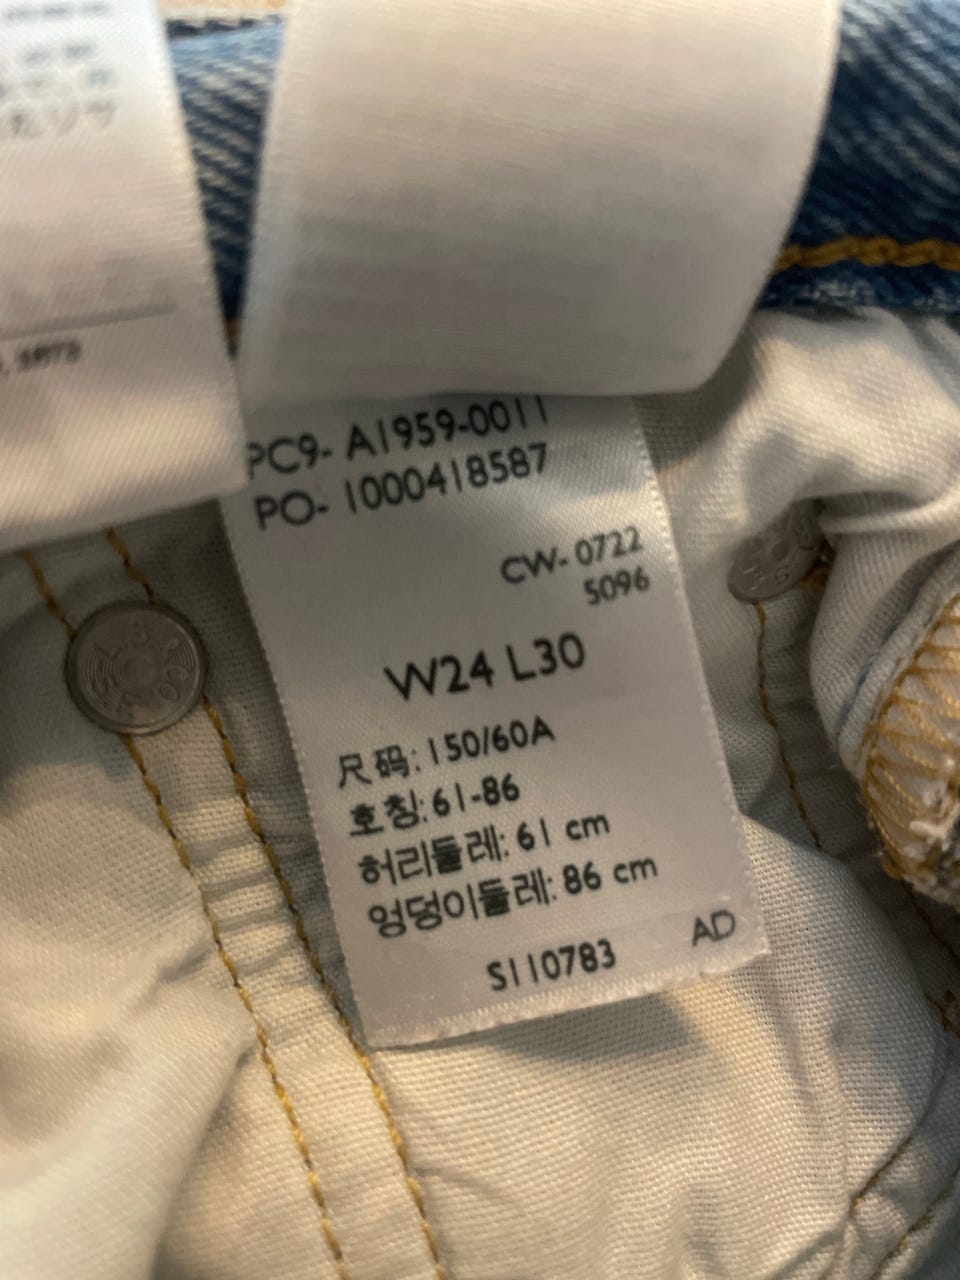 PC9- A1959-0011
PO- 1000418587
CW- 0722
5096
W24 L30
尺码: 150/60A
호칭: 61-86
허리둘레: 61 cm
엉덩이둘레: 86 cm
S110783
AD